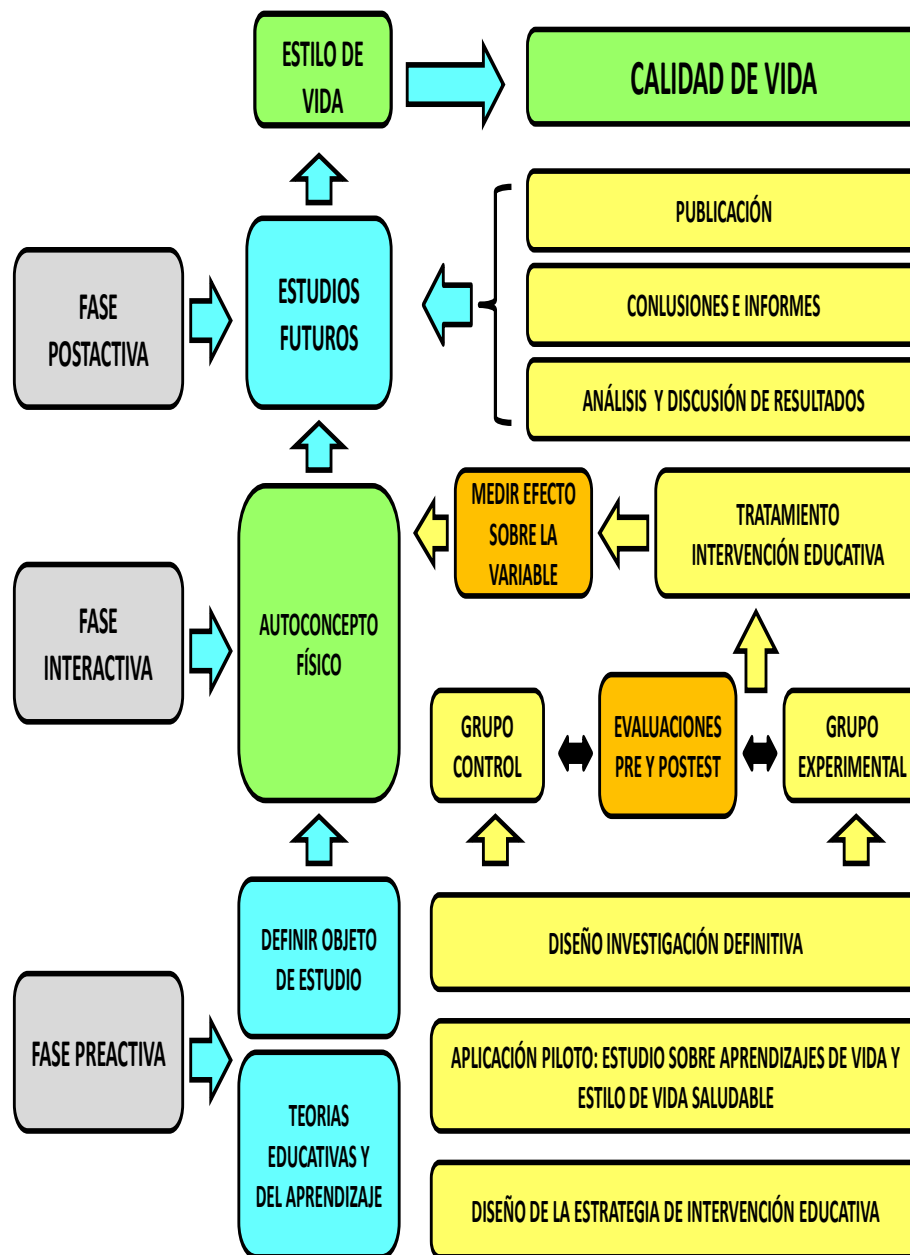 ESTILO DE
VIDA
CALIDAD DE VIDA
PUBLICACIÓN
FASE
POSTACTIVA
ESTUDIOS
FUTUROS
CONLUSIONES E INFORMES
ANÁLISIS Y DISCUSIÓN DE RESULTADOS
FASE
INTERACTIVA
AUTOCONCEPTO
FÍSICO
MEDIR EFECTO
SOBRE LA
VARIABLE
TRATAMIENTO
INTERVENCIÓN EDUCATIVA
GRUPO
CONTROL
EVALUACIONES
PRE Y POSTEST
GRUPO
EXPERIMENTAL
FASE PREACTIVA
DEFINIR OBJETO
DE ESTUDIO
TEORIAS
EDUCATIVAS Y
DEL APRENDIZAJE
DISEÑO INVESTIGACIÓN DEFINITIVA
APLICACIÓN PILOTO: ESTUDIO SOBRE APRENDIZAJES DE VIDA Y
ESTILO DE VIDA SALUDABLE
DISEÑO DE LA ESTRATEGIA DE INTERVENCIÓN EDUCATIVA